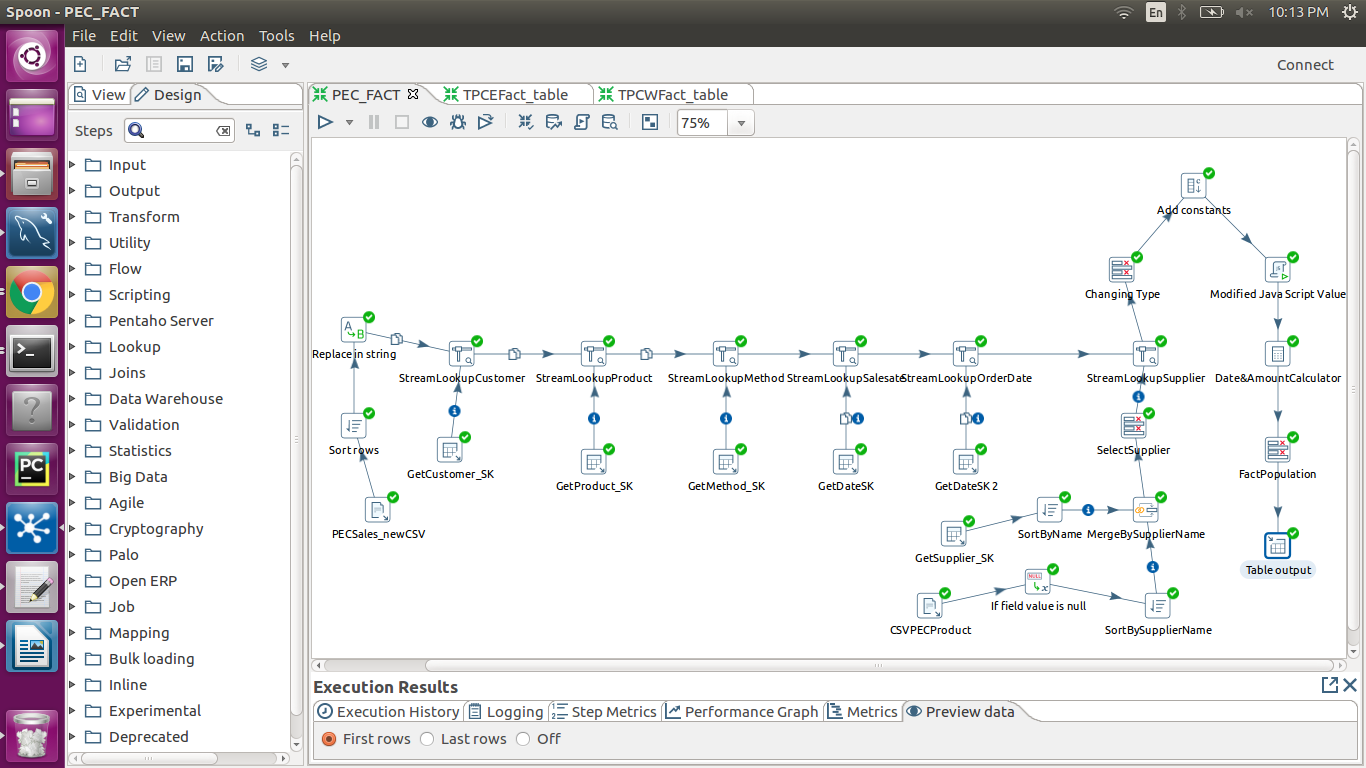 Spoon - PEC_FACT
En
10:13 PM
File Edit View Action Tools Help
Connect
View
Design
Steps
Input
Output
Transform
Utility
Flow
Scripting
Pentaho Server
Lookup
Joins
Data Warehouse
Validation
Statistics
Big Data
Agile
Cryptography
Palo
Open ERP
Job
Mapping
Bulk loading
Inline
Experimental
Deprecated
PEC_FACT
TPCEFact_table
TPCWFact_table
75%
Add constants
Changing Type
Modified Java Script Value
Replace in string
StreamLookupCustomer
StreamLookupProduct
StreamLookupMethod
StreamLookupSalesate
StreamLookupOrderDate
StreamLookupSupplier
Date&AmountCalculator
Sort rows
GetCustomer_SK
GetProduct_SK
GetMethod_SK
GetDateSK
GetDateSK 2
SelectSupplier
FactPopulation
PECSales_newCSV
SortByName
MergeBySupplierName
GetSupplier_SK
Table output
If field value is null
CSVPECProduct
SortBySupplierName
Execution Results
Execution History
Logging
Step Metrics
Performance Graph
Metrics
Preview data
First rows
Last rows
Off
PC